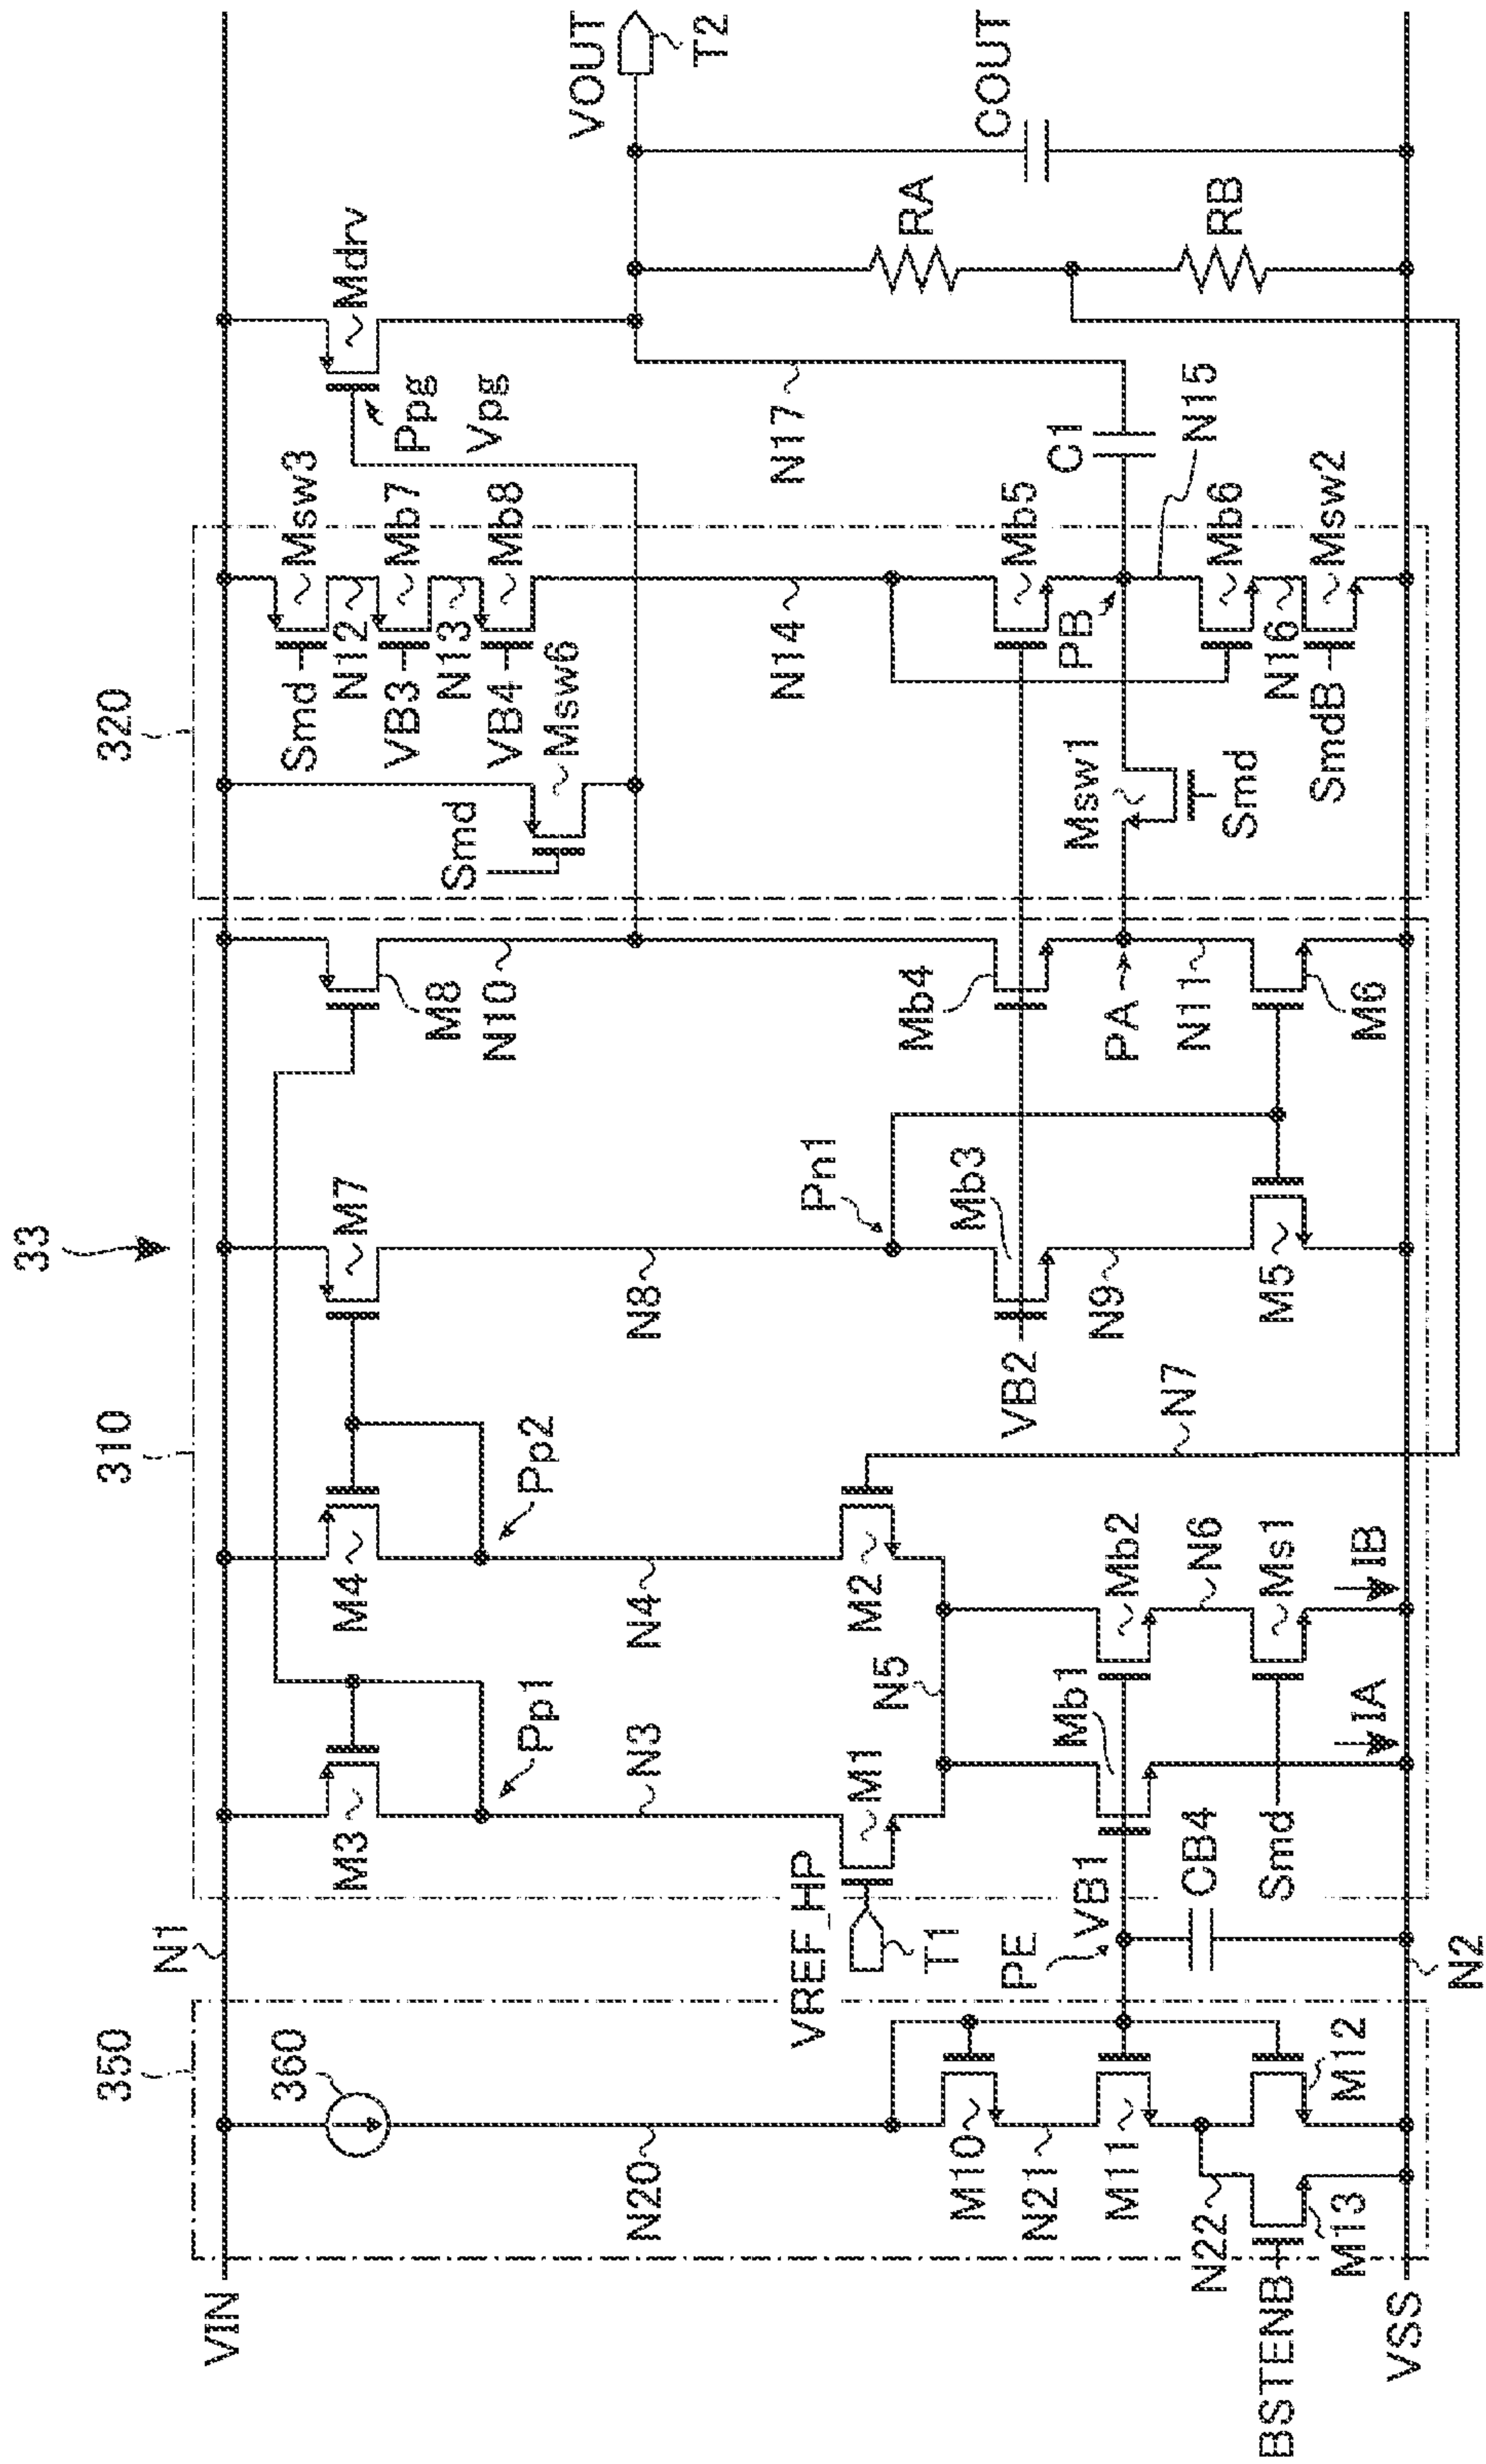 33
350
310
320
VIN
N1
360
M3
M4
M7
M8
Smd
Msw3
N12
VB3
Mb7
N13
VB4
Mb8
Smd
Msw6
Mdrv
Ppg
Vpg
VOUT
T2
Pp1
Pp2
N20
N3
N4
N8
N10
N14
N17
VREF_HP
T1
M1
N5
M2
Pn1
Mb3
Mb4
VB2
Mb5
RA
COUT
M10
N21
M11
PE
VB1
Mb1
Mb2
N7
N9
PA
Msw1
PB
C1
N15
N22
CB4
N6
N11
Smd
N16
Mb6
RB
BSTENB
M13
M12
Smd
Ms1
M5
M6
SmdB
Msw2
IA
IB
VSS
N2